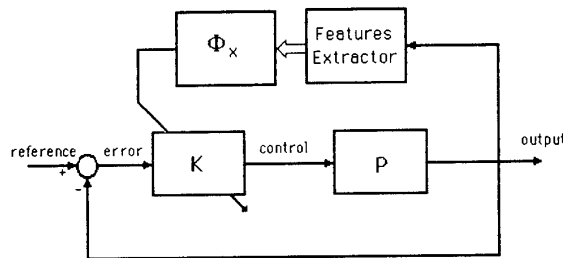 Φx
Features
Extractor
reference
+
-
error
K
control
P
output